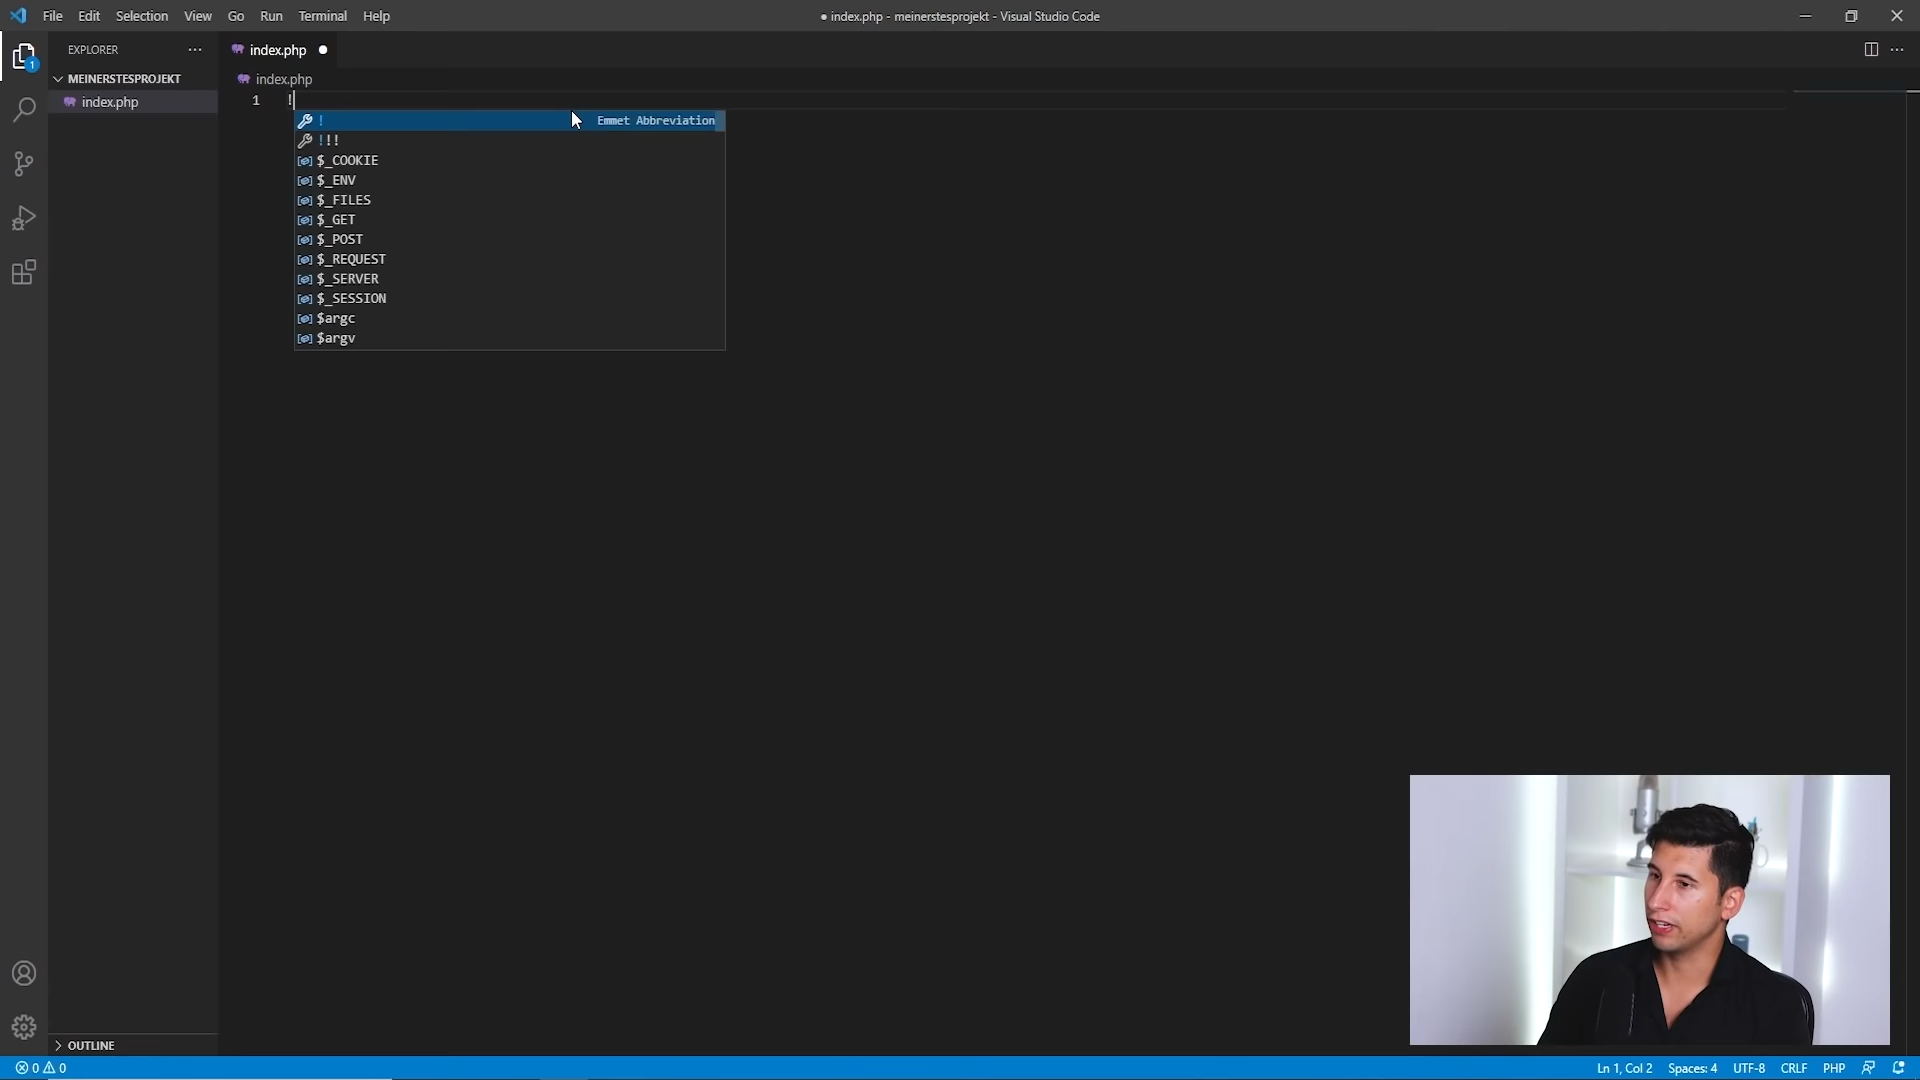 File Edit Selection View Go Run Terminal Help
● index.php - meinerstesprojekt - Visual Studio Code
EXPLORER
index.php
1
MEINERSTESPROJEKT
index.php
index.php
1 !
! Emmet Abbreviation
!!!
$_COOKIE
$_ENV
$_FILES
$_GET
$_POST
$_REQUEST
$_SERVER
$_SESSION
$argc
$argv
OUTLINE
0 0
Ln 1, Col 2 Spaces: 4 UTF-8 CRLF PHP